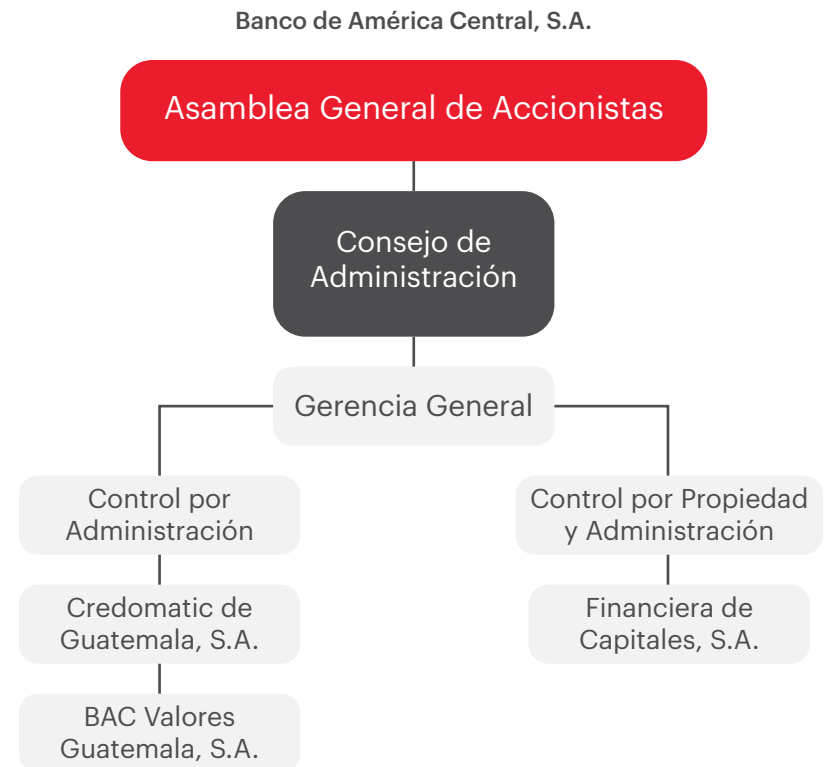 Banco de América Central, S.A.
Asamblea General de Accionistas
Consejo de
Administración
Gerencia General
Control por
Administración
Control por Propiedad
y Administración
Credomatic de
Guatemala, S.A.
Financiera de
Capitales, S.A.
BAC Valores
Guatemala, S.A.